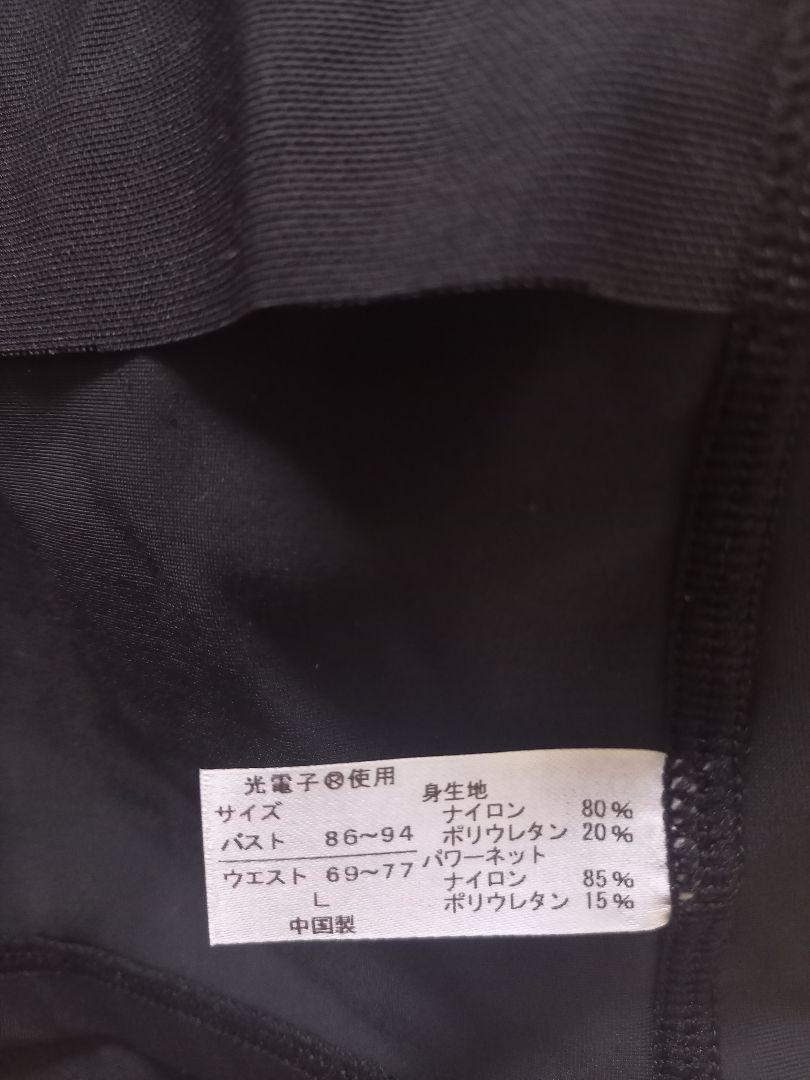 光電子®使用
サイズ
バスト 86~94
ウエスト 69~77
L
中国製
身生地
ナイロン 80%
ポリウレタン 20%
パワーネット
ナイロン 85%
ポリウレタン 15%